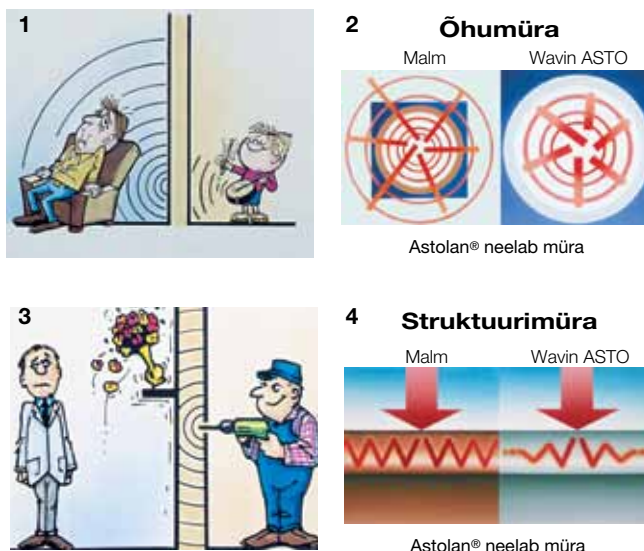 1
2
Õhumüra
Malm Wavin ASTO
Astolan® neelab müra
3
4
Struktuurimüra
Malm Wavin ASTO
Astolan® neelab müra